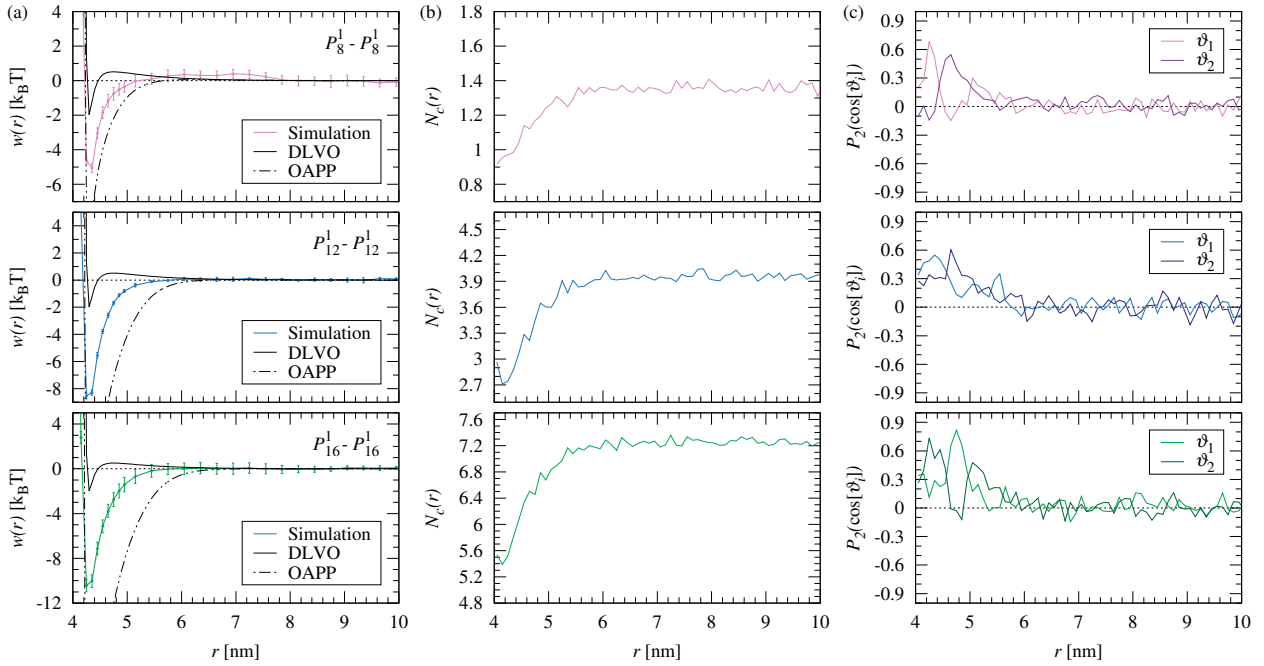 (a)
4
2
0
-2
-4
-6
w(r) [k_BT]
P^1_8 - P^1_8
Simulation
DLVO
OAPP
4
2
0
-2
-4
-6
-8
w(r) [k_BT]
P^1_12 - P^1_12
Simulation
DLVO
OAPP
4
0
-4
-8
-12
w(r) [k_BT]
P^1_16 - P^1_16
Simulation
DLVO
OAPP
4 5 6 7 8 9 10
r [nm]
(b)
1.8
1.6
1.4
1.2
1
0.8
N_c(r)
4.5
4.2
3.9
3.6
3.3
3
2.7
N_c(r)
7.6
7.2
6.8
6.4
6
5.6
5.2
4.8
N_c(r)
4 5 6 7 8 9 10
r [nm]
(c)
0.9
0.6
0.3
0
-0.3
-0.6
-0.9
P_2(cos[ϑ_i])
ϑ_1
ϑ_2
0.9
0.6
0.3
0
-0.3
-0.6
-0.9
P_2(cos[ϑ_i])
ϑ_1
ϑ_2
0.9
0.6
0.3
0
-0.3
-0.6
-0.9
P_2(cos[ϑ_i])
ϑ_1
ϑ_2
4 5 6 7 8 9 10
r [nm]